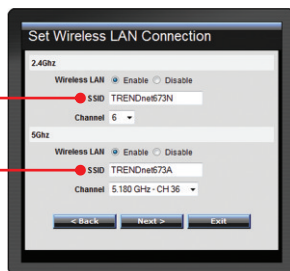 Set Wireless LAN Connection
2.4Ghz
Wireless LAN Enable Disable
SSID TRENDnet673N
Channel 6
5Ghz
Wireless LAN Enable Disable
SSID TRENDnet673A
Channel 5.180 GHz - CH 36
< Back Next > Exit